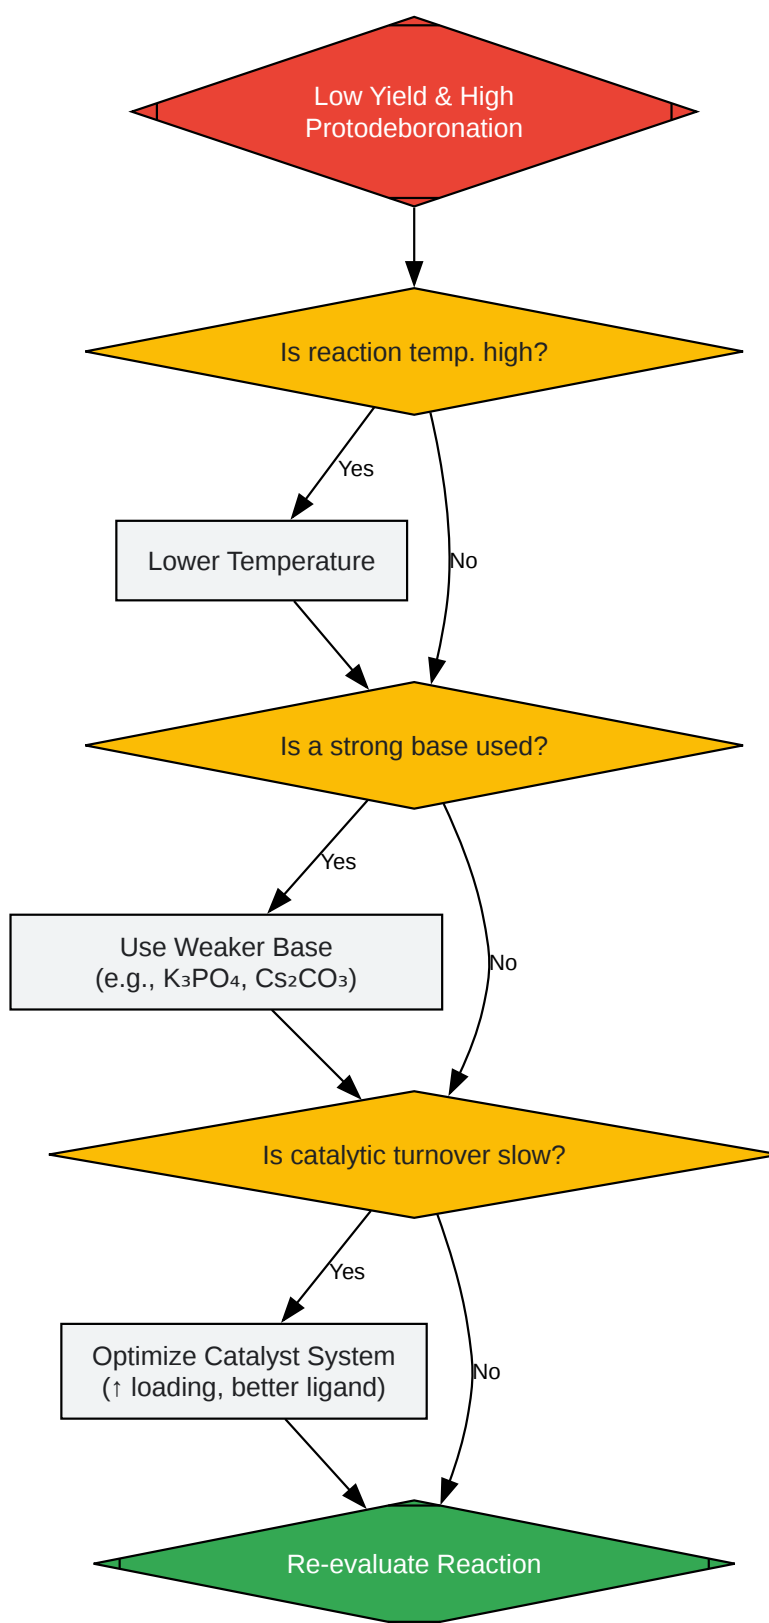 Low Yield & High
Protodeboronation
Is reaction temp. high?
Yes
Lower Temperature
No
Is a strong base used?
Yes
Use Weaker Base
(e.g., K₃PO₄, Cs₂CO₃)
No
Is catalytic turnover slow?
Yes
Optimize Catalyst System
(↑ loading, better ligand)
No
Re-evaluate Reaction